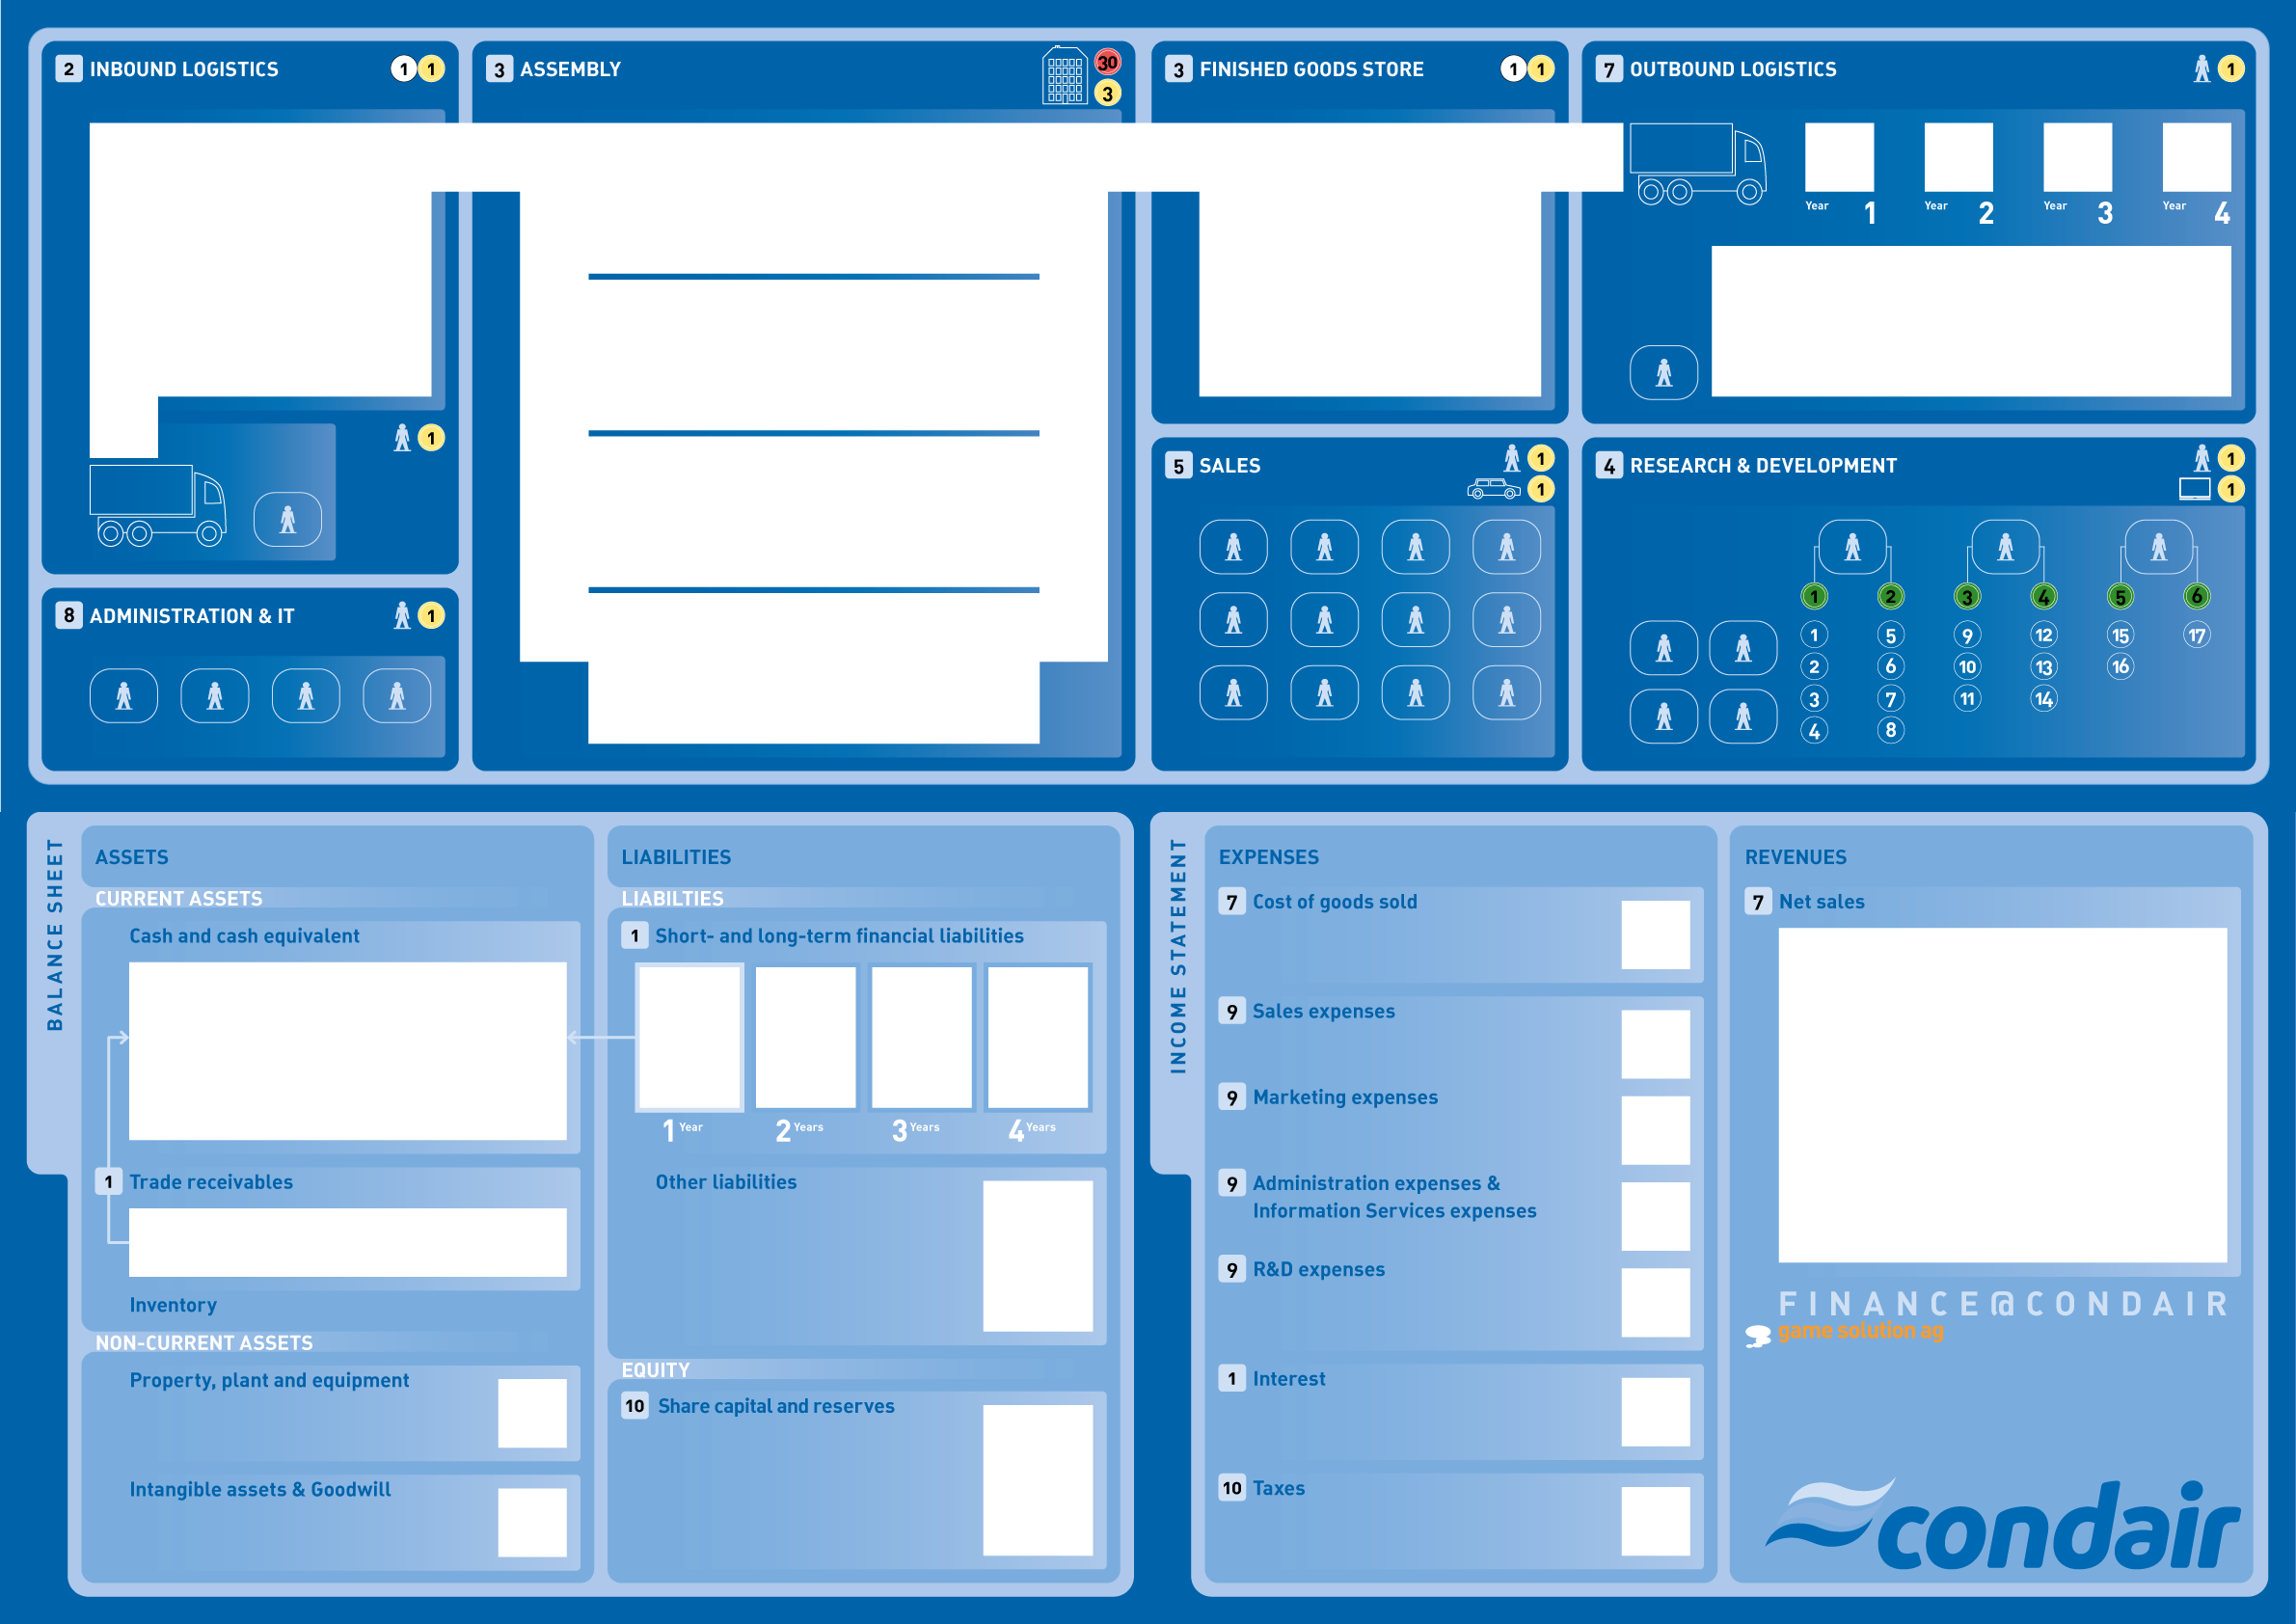 2 INBOUND LOGISTICS 1 1
3 ASSEMBLY 30
3
3 FINISHED GOODS STORE 1 1
7 OUTBOUND LOGISTICS 1
Year 1 Year 2 Year 3 Year 4
1
5 SALES 1
1
4 RESEARCH & DEVELOPMENT 1
1
1 2 3 4 5 6
1 5 9 12 15 17
2 6 10 13 16
3 7 11 14
4 8
8 ADMINISTRATION & IT 1
BALANCE SHEET
ASSETS
CURRENT ASSETS
Cash and cash equivalent
1 Trade receivables
Inventory
NON-CURRENT ASSETS
Property, plant and equipment
Intangible assets & Goodwill
LIABILITIES
LIABILTIES
1 Short- and long-term financial liabilities
1 Year 2 Years 3 Years 4 Years
Other liabilities
EQUITY
10 Share capital and reserves
INCOME STATEMENT
EXPENSES
7 Cost of goods sold
9 Sales expenses
9 Marketing expenses
9 Administration expenses &
Information Services expenses
9 R&D expenses
1 Interest
10 Taxes
REVENUES
7 Net sales
FINANCE@CONDAIR
game solution ag
condair